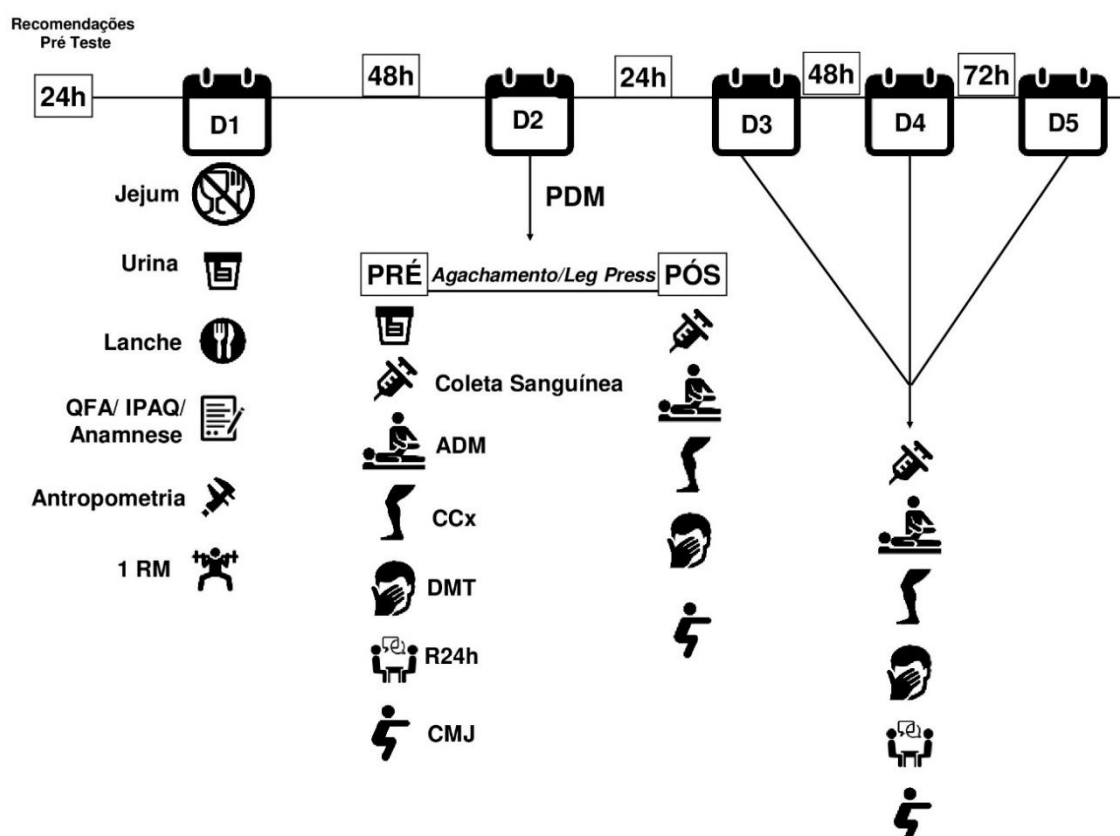 Recomendações
Pré Teste
24h
D1
48h
D2
24h
D3
48h
D4
72h
D5
Jejum
Urina
Lanche
QFA/ IPAQ/
Anamnese
Antropometria
1 RM
PDM
PRÉ
Agachamento/Leg Press
PÓS
Coleta Sanguínea
ADM
CCx
DMT
R24h
CMJ